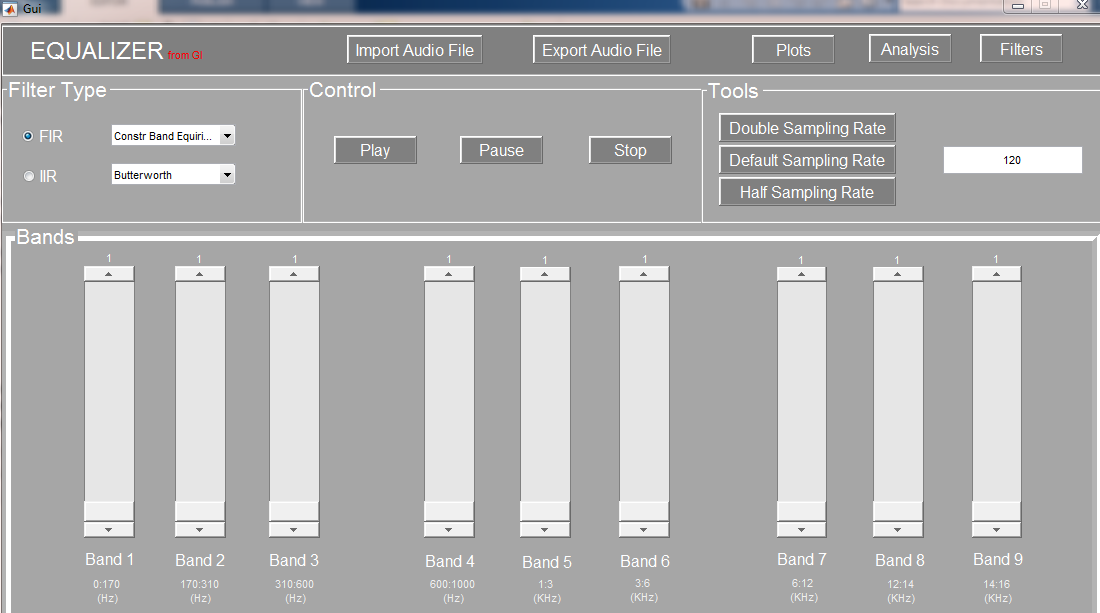 Gui
EQUALIZER from GI
Import Audio File
Export Audio File
Plots
Analysis
Filters
Filter Type
FIR
Constr Band Equiri...
IIR
Butterworth
Control
Play
Pause
Stop
Tools
Double Sampling Rate
Default Sampling Rate
Half Sampling Rate
120
Bands
1 1 1 1 1 1 1 1 1
Band 1 Band 2 Band 3 Band 4 Band 5 Band 6 Band 7 Band 8 Band 9
0:170 170:310 310:600 600:1000 1:3 3:6 6:12 12:14 14:16
(Hz) (Hz) (Hz) (Hz) (KHz) (KHz) (KHz) (KHz) (KHz)